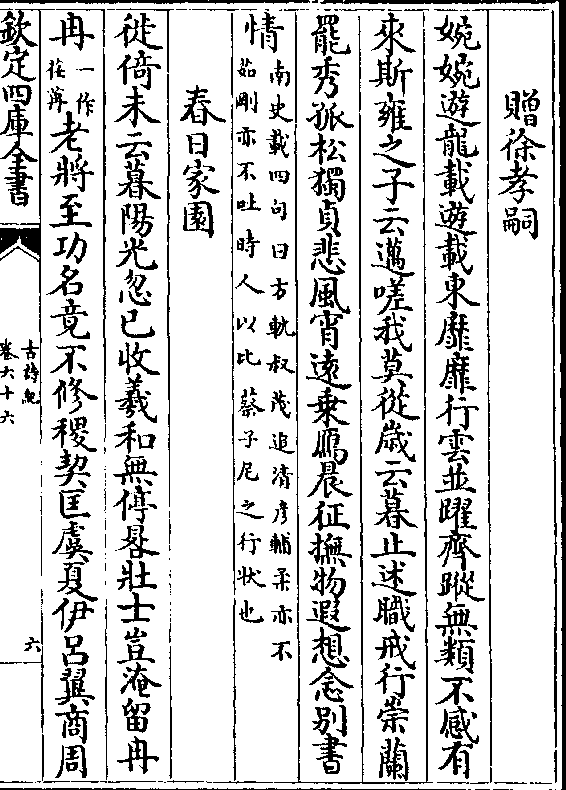 贈徐孝嗣
婉婉遊龍載遊載東靡靡行雲並躍齊蹤無類不感有
來斯雍之子云邁嗟我莫從歲云暮止述職戒行崇蘭
罷秀孤松獨貞悲風宵遠乗鴈晨征撫物遐想念别書
情南史載四句曰方軌叔茂追清彦輔柔亦不
茹剛亦不吐時人以比蔡子尼之行狀也
春日家園
徙倚未云暮陽光忽已收羲和無停晷壯士豈淹留冉
冉一作荏苒老將至功名竟不修稷契匡虞夏伊呂翼商周
欽定四庫全書
古詩紀
卷六十六
六